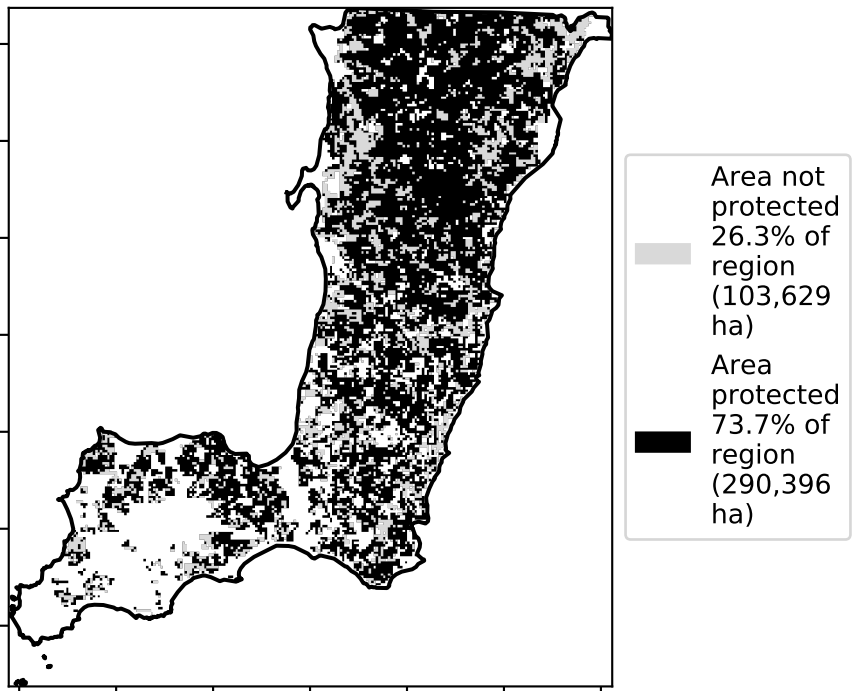 Area not
protected
26.3% of
region
(103,629
ha)
Area
protected
73.7% of
region
(290,396
ha)